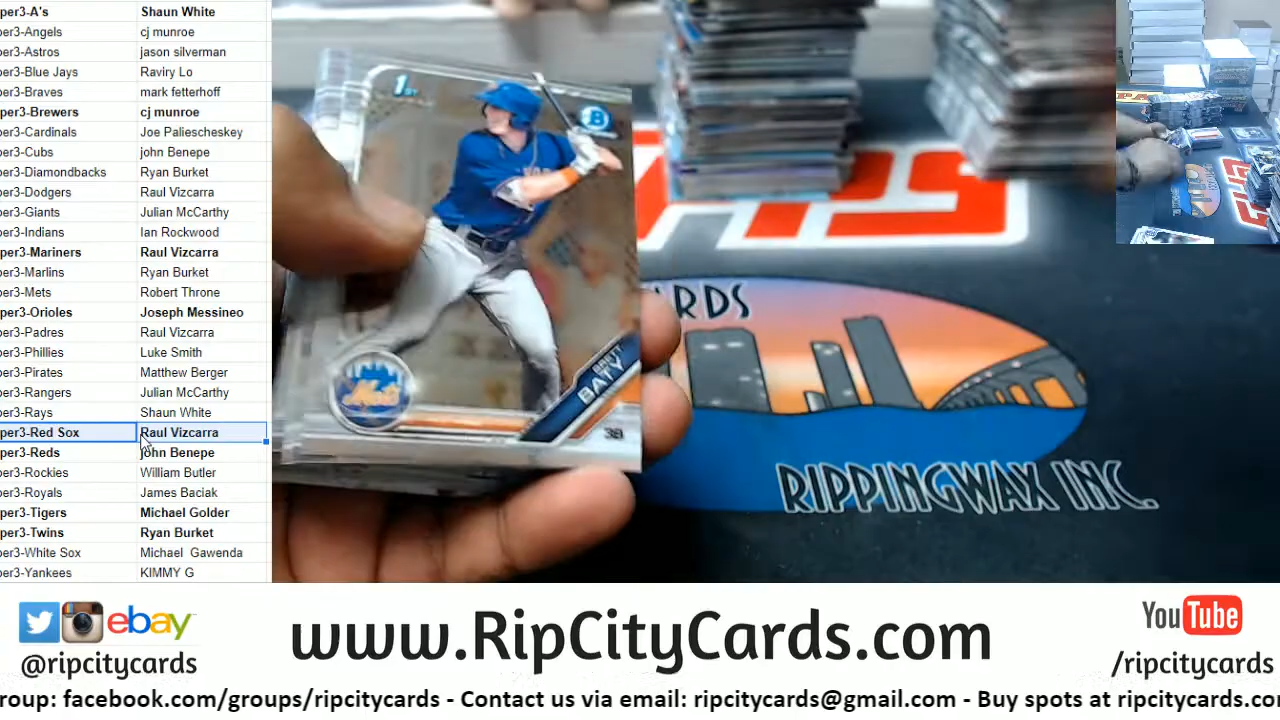 per3-A's Shaun White
per3-Angels cj munroe
per3-Astros jason silverman
per3-Blue Jays Raviry Lo
per3-Braves mark fetterhoff
per3-Brewers cj munroe
per3-Cardinals Joe Paliescheskey
per3-Cubs john Benepe
per3-Diamondbacks Ryan Burket
per3-Dodgers Raul Vizcarra
per3-Giants Julian McCarthy
per3-Indians Ian Rockwood
per3-Mariners Raul Vizcarra
per3-Marlins Ryan Burket
per3-Mets Robert Throne
per3-Orioles Joseph Messineo
per3-Padres Raul Vizcarra
per3-Phillies Luke Smith
per3-Pirates Matthew Berger
per3-Rangers Julian McCarthy
per3-Rays Shaun White
per3-Red Sox Raul Vizcarra
per3-Reds john Benepe
per3-Rockies William Butler
per3-Royals James Baciak
per3-Tigers Michael Golder
per3-Twins Ryan Burket
per3-White Sox Michael Gawenda
per3-Yankees KIMMY G
1st
B
BRETT
BATY
Mets
3B
RDS
RIPPINGWAX INC.
ebay
@ripcitycards
www.RipCityCards.com
YouTube
/ripcitycards
roup: facebook.com/groups/ripcitycards - Contact us via email: ripcitycards@gmail.com - Buy spots at ripcitycards.co